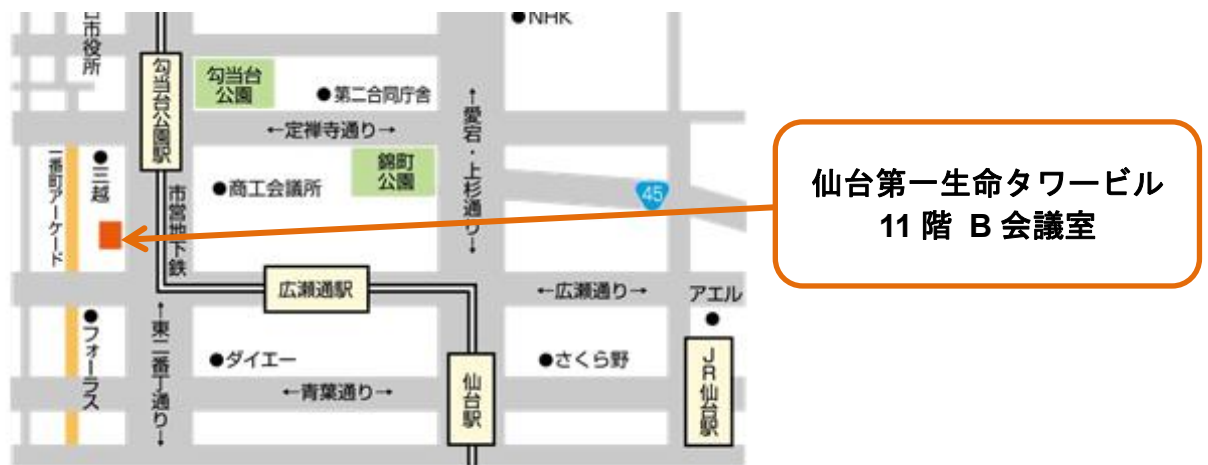 ●NHK
台市役所
勾当台公園駅
勾当台
公園
●第二合同庁舎
←愛宕・上杉通り→
←定禅寺通り→
一番町アーケード
●三越
市営地下鉄
●商工会議所
錦町
公園
45
仙台第一生命タワービル
11 階 B 会議室
広瀬通駅
←広瀬通り→
アエル
●
●フォーラス
←東二番丁通り→
●ダイエー
←青葉通り→
仙台駅
●さくら野
JR仙台駅